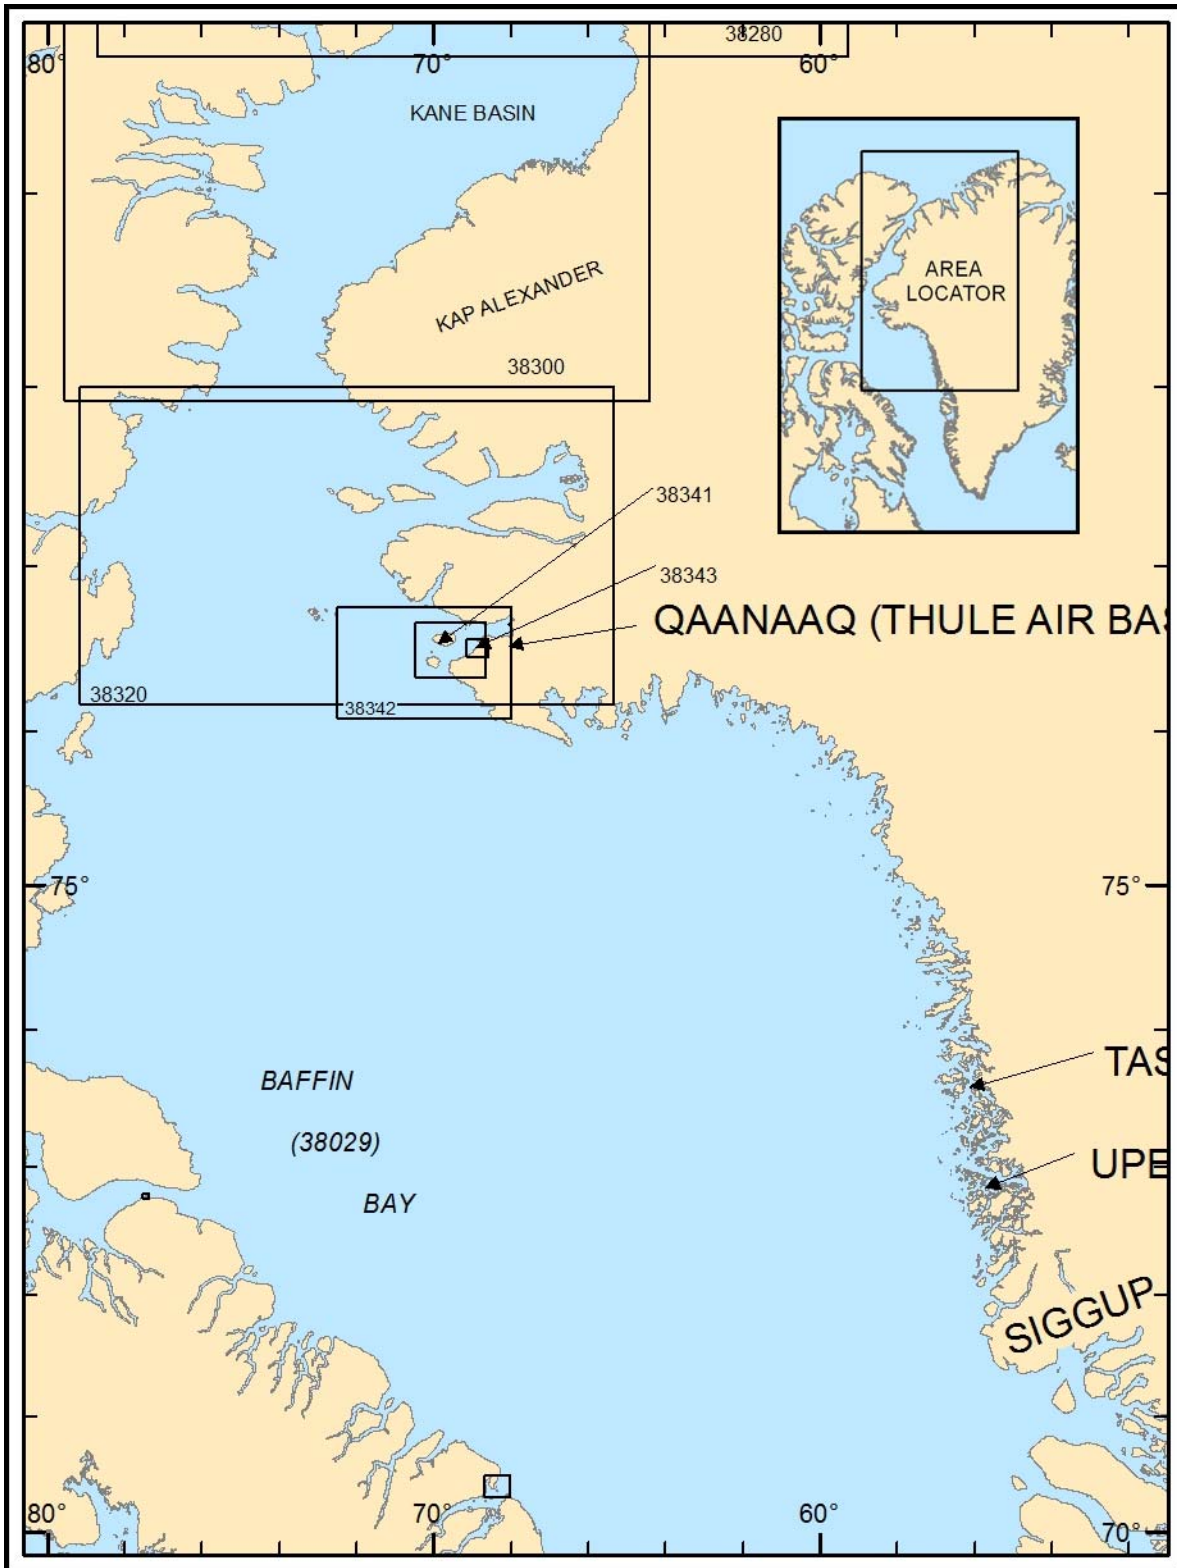 38280
80°
70°
60°
KANE BASIN
AREA
LOCATOR
KAP ALEXANDER
38300
38341
38343
QAANAAQ (THULE AIR BAS
38320
38342
75°
75°
BAFFIN
TAS
(38029)
UPE
BAY
SIGGUP
80°
70°
60°
70°